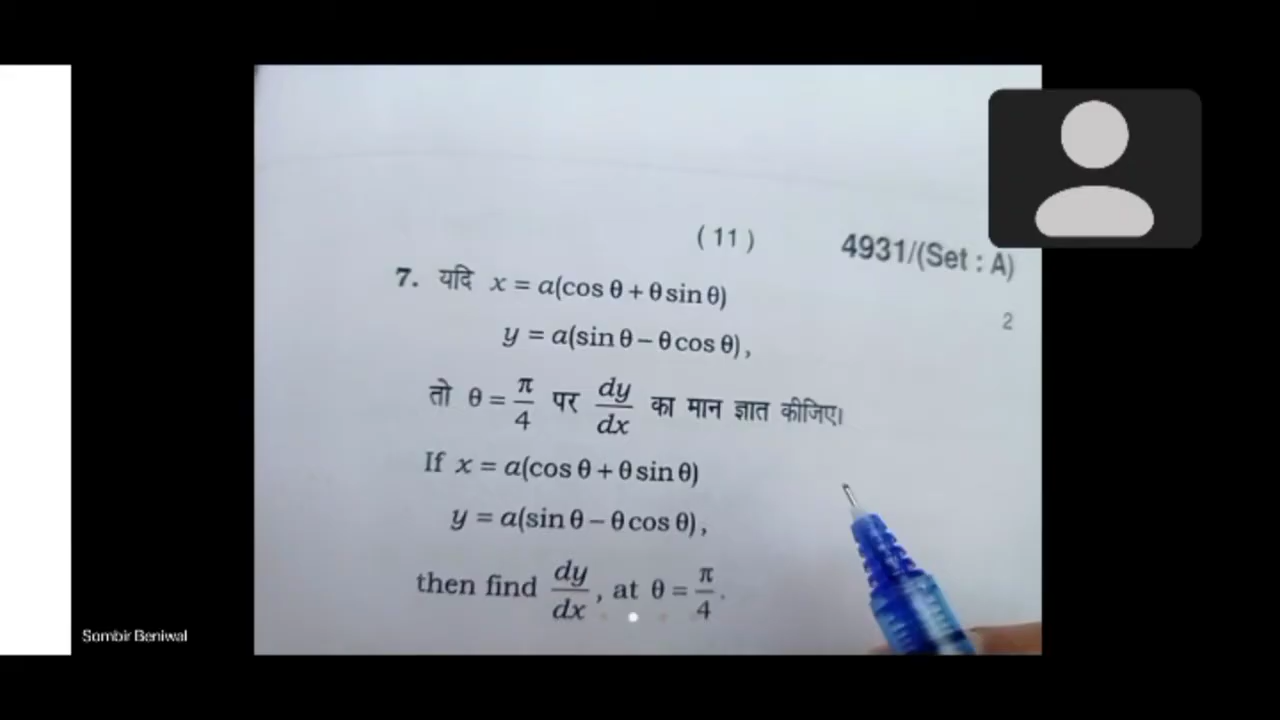 ( 11 ) 4931/(Set : A)
7. यदि x = a(cos θ + θ sin θ) 2
y = a(sin θ – θ cos θ),
तो θ = π/4 पर dy/dx का मान ज्ञात कीजिए।
If x = a(cos θ + θ sin θ)
y = a(sin θ – θ cos θ),
then find dy/dx, at θ = π/4.
Sombir Beniwal